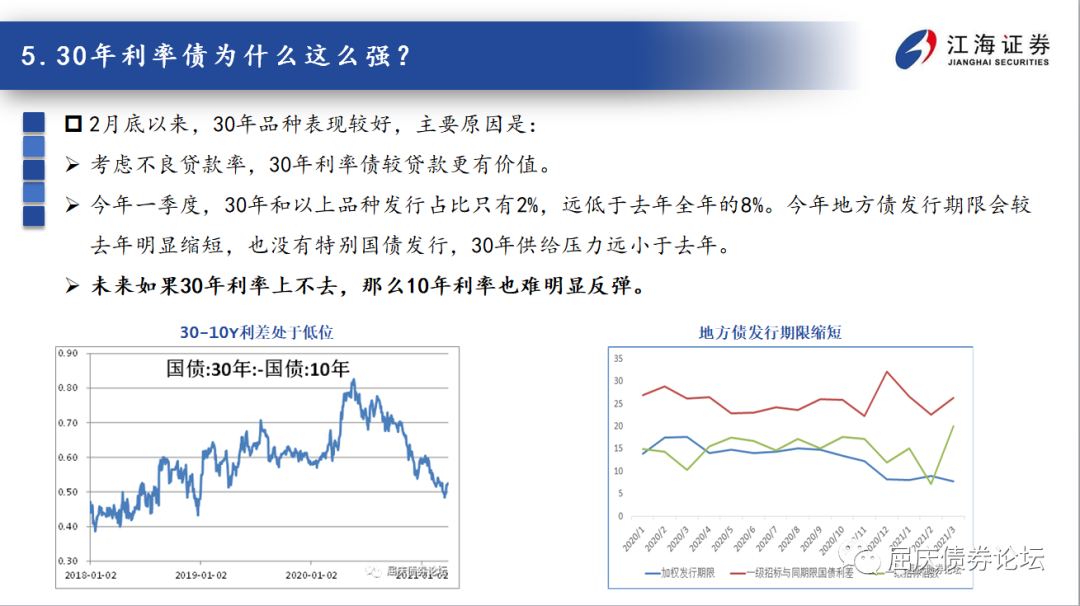 5.30年利率债为什么这么强？
江海证券
JIANGHAI SECURITIES
2月底以来，30年品种表现较好，主要原因是：
考虑不良贷款率，30年利率债较贷款更有价值。
今年一季度，30年和以上品种发行占比只有2%，远低于去年全年的8%。今年地方债发行期限会较
去年明显缩短，也没有特别国债发行，30年供给压力远小于去年。
未来如果30年利率上不去，那么10年利率也难明显反弹。
30-10Y利差处于低位
国债:30年:-国债:10年
0.90
0.80
0.70
0.60
0.50
0.40
0.30
2018-01-02
2019-01-02
2020-01-02
2021-01-02
地方债发行期限缩短
35
30
25
20
15
10
5
0
2020/1
2020/2
2020/3
2020/4
2020/5
2020/6
2020/7
2020/8
2020/9
2020/10
2020/11
2020/12
2021/1
2021/2
2021/3
加权发行期限
一级招标与同期限国债利差
屈庆债券论坛